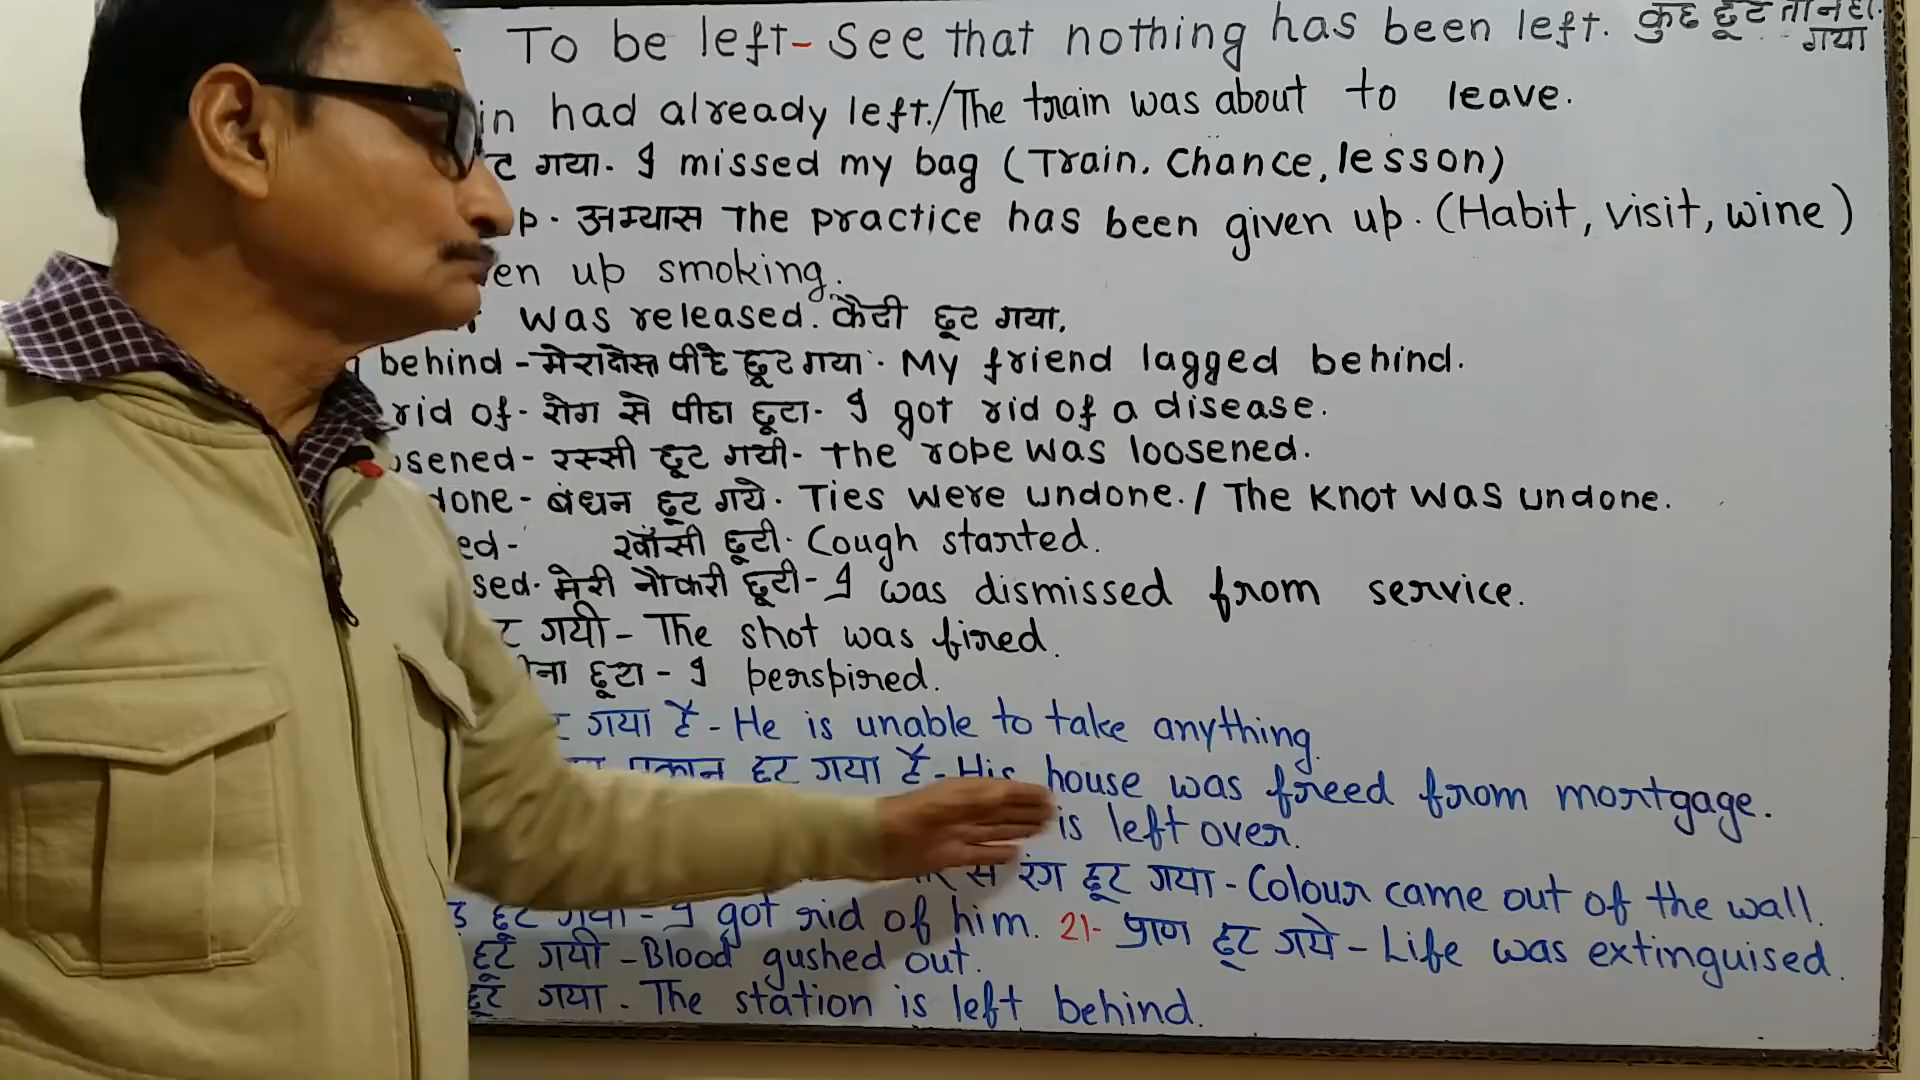 To be left- See that nothing has been left. कुछ छूट तो नहीं गया
in had already left./The train was about to leave.
ट गया. I missed my bag (Train. Chance, lesson)
p. अभ्यास The practice has been given up. (Habit, visit, wine)
en up smoking.
was released. कैदी छूट गया.
behind - मेरा दोस्त पीछे छूट गया. My friend lagged behind.
rid of- रोग से पीछा छूटा- I got rid of a disease.
sened- रस्सी छूट गयी- The rope was loosened.
done- बंधन छूट गये. Ties were undone. / The Knot was undone.
ed- खाँसी छूटी. Cough started.
sed. मेरी नौकरी छूटी- I was dismissed from service.
ट गयी- The shot was fired.
ना छूटा- I perspired.
ट गया है- He is unable to take anything.
मकान छूट गया है- His house was freed from mortgage.
is left over.
से रंग छूट गया- Colour came out of the wall.
ड छूट गया- I got rid of him. 21- प्राण छूट गये- Life was extinguised.
छूट गयी- Blood gushed out.
छूट गया. The station is left behind.